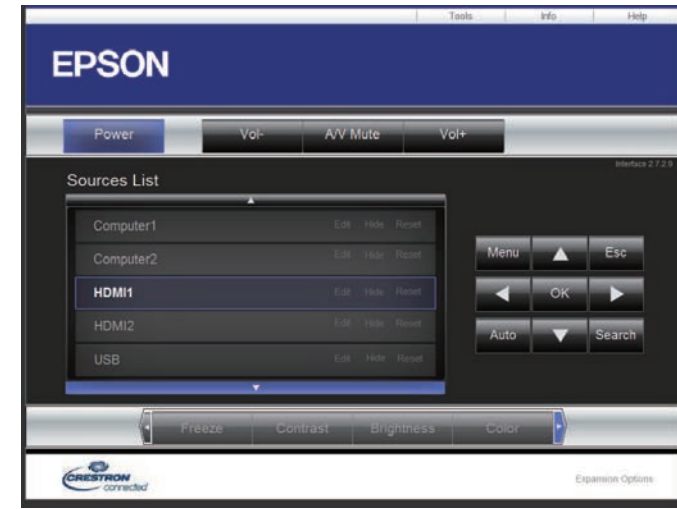 Tools Info Help
EPSON
Power Vol- A/V Mute Vol+
Interface 2.7.2.9
Sources List
Computer1 Edit Hide Reset
Computer2 Edit Hide Reset
HDMI1 Edit Hide Reset
HDMI2 Edit Hide Reset
USB Edit Hide Reset
Menu Esc
OK
Auto Search
Freeze Contrast Brightness Color
CRESTRON
connected
Expansion Options